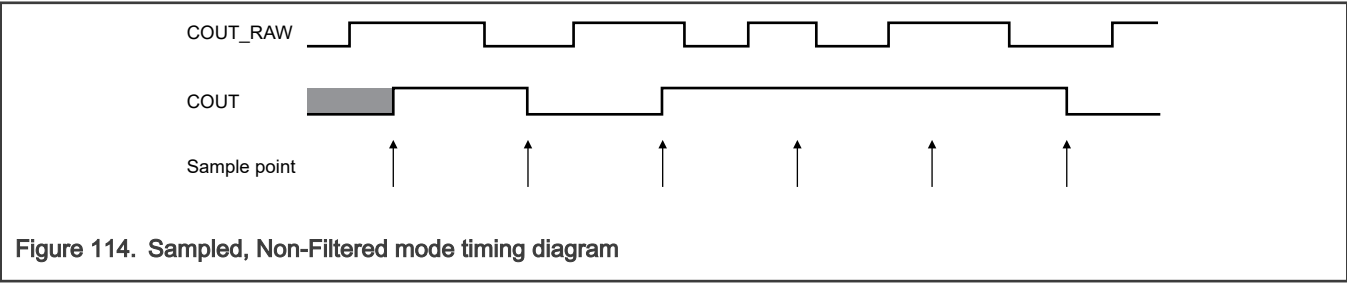 COUT_RAW
COUT
Sample point
Figure 114. Sampled, Non-Filtered mode timing diagram